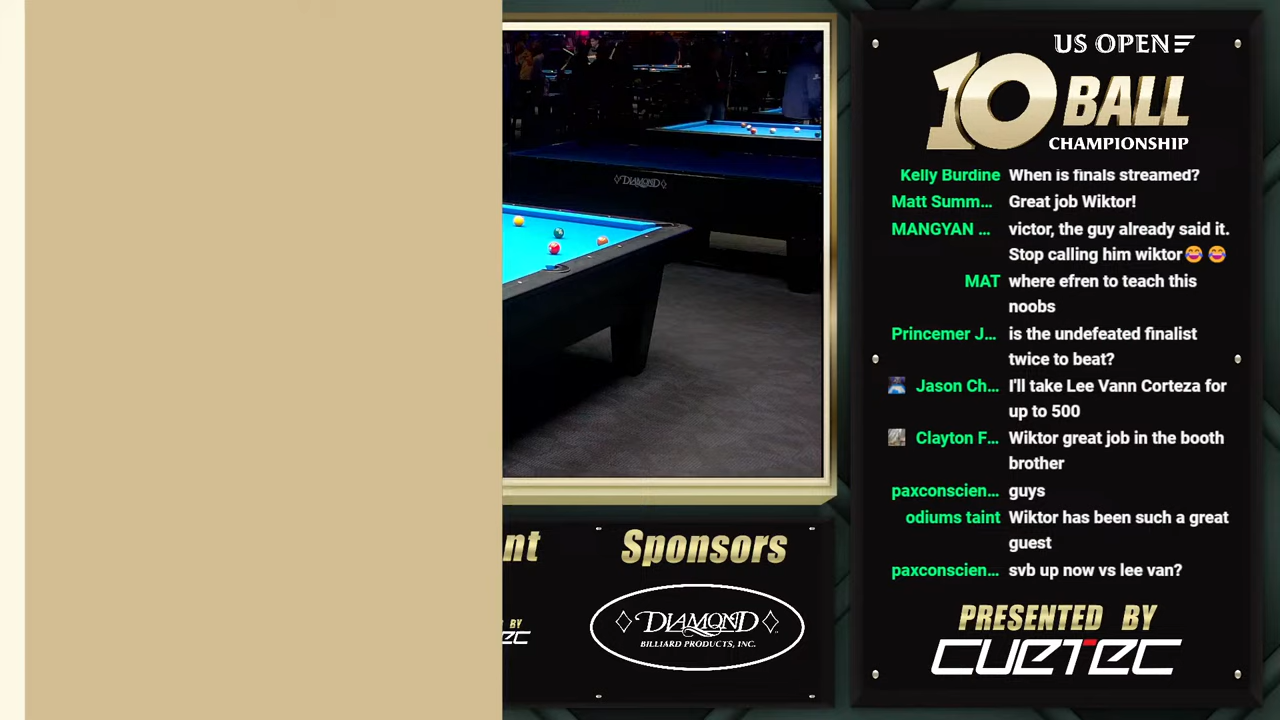 US OPEN
10 BALL
CHAMPIONSHIP
Kelly Burdine When is finals streamed?
Matt Summ... Great job Wiktor!
MANGYAN ... victor, the guy already said it.
Stop calling him wiktor😂 😂
MAT where efren to teach this
noobs
Princemer J... is the undefeated finalist
twice to beat?
Jason Ch... I'll take Lee Vann Corteza for
up to 500
Clayton F... Wiktor great job in the booth
brother
paxconscien... guys
odiums taint Wiktor has been such a great
guest
paxconscien... svb up now vs lee van?
PRESENTED BY
CUETEC
DIAMOND
nt
BY
EC
Sponsors
DIAMOND
BILLIARD PRODUCTS, INC.